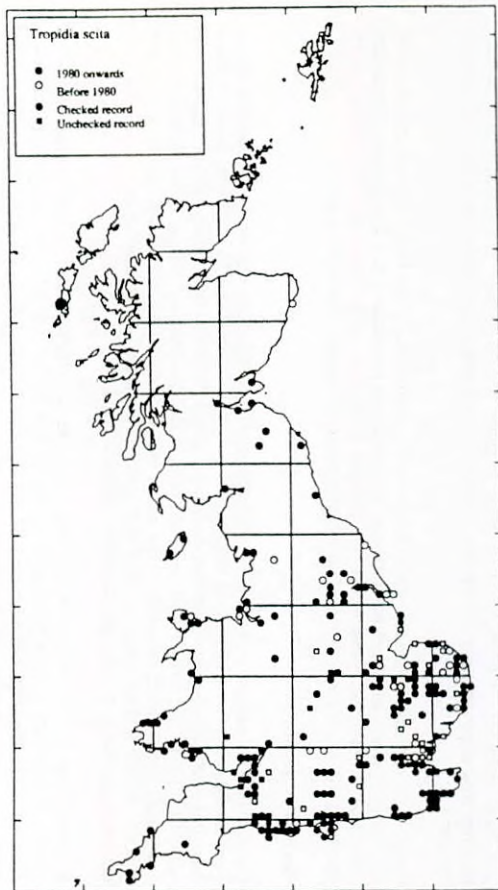 Tropidia scita
1980 onwards
Before 1980
Checked record
Unchecked record